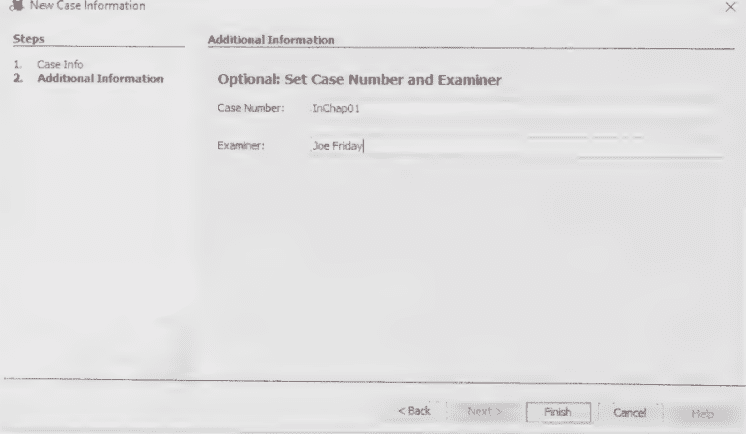 New Case Information
Steps
1. Case Info
2. Additional Information
Additional Information
Optional: Set Case Number and Examiner
Case Number: InChap01
Examiner: Joe Friday
< Back Next > Finish Cancel Help